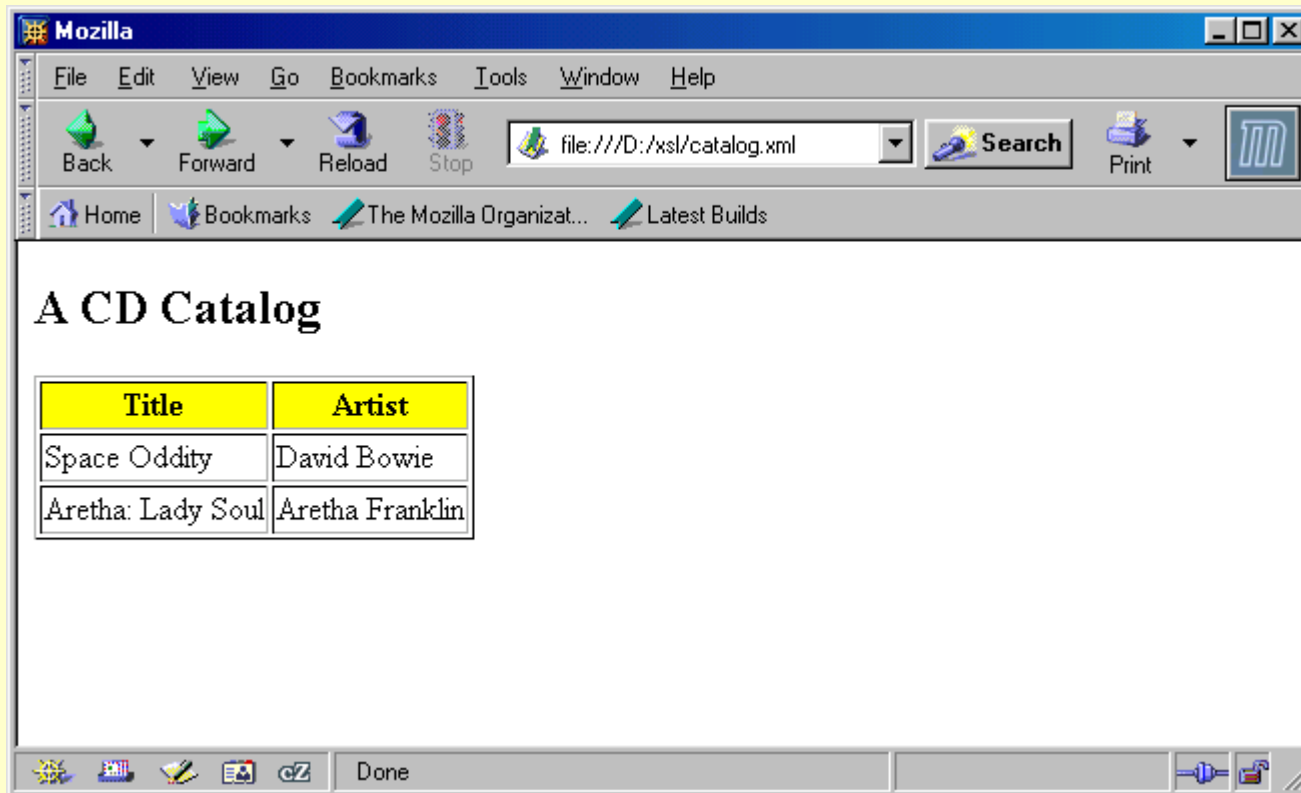 Mozilla
File Edit View Go Bookmarks Tools Window Help
Back Forward Reload Stop file:///D:/xsl/catalog.xml Search Print
Home Bookmarks The Mozilla Organizat... Latest Builds
A CD Catalog
Title Artist
Space Oddity David Bowie
Aretha: Lady Soul Aretha Franklin
cZ Done